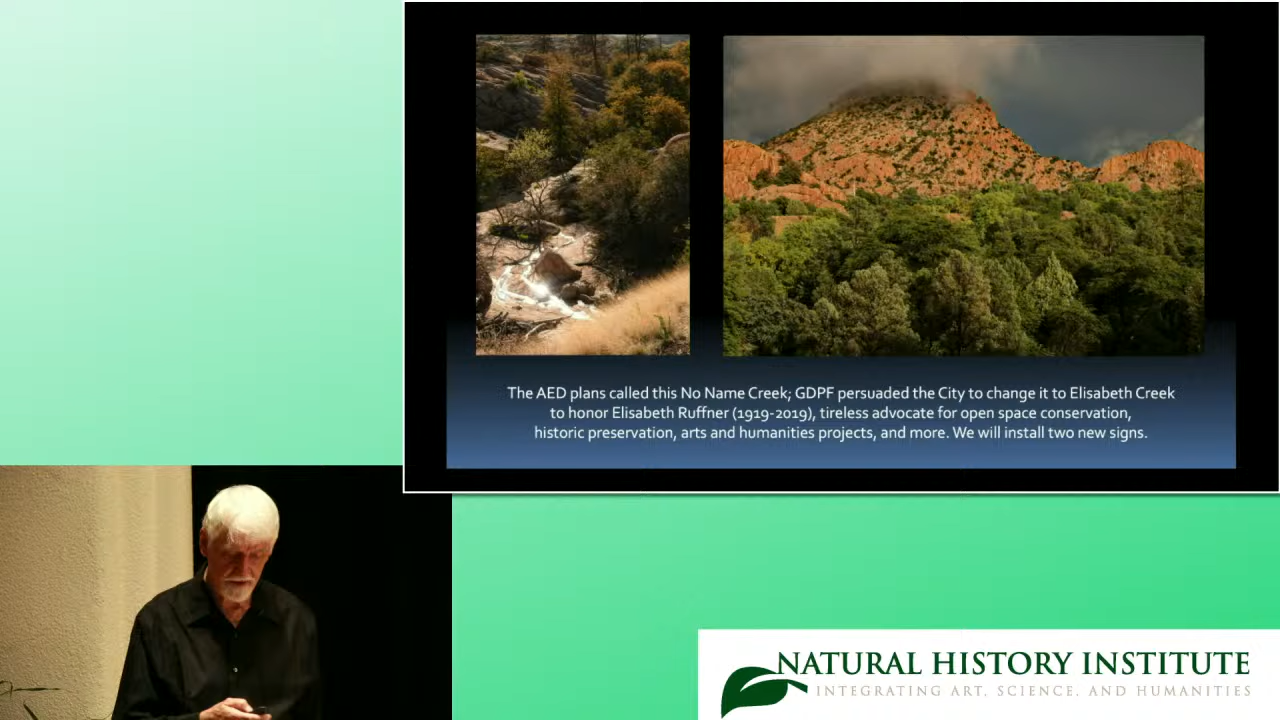 The AED plans called this No Name Creek; GDPF persuaded the City to change it to Elisabeth Creek
to honor Elisabeth Ruffner (1919-2019), tireless advocate for open space conservation,
historic preservation, arts and humanities projects, and more. We will install two new signs.
NATURAL HISTORY INSTITUTE
INTEGRATING ART, SCIENCE, AND HUMANITIES